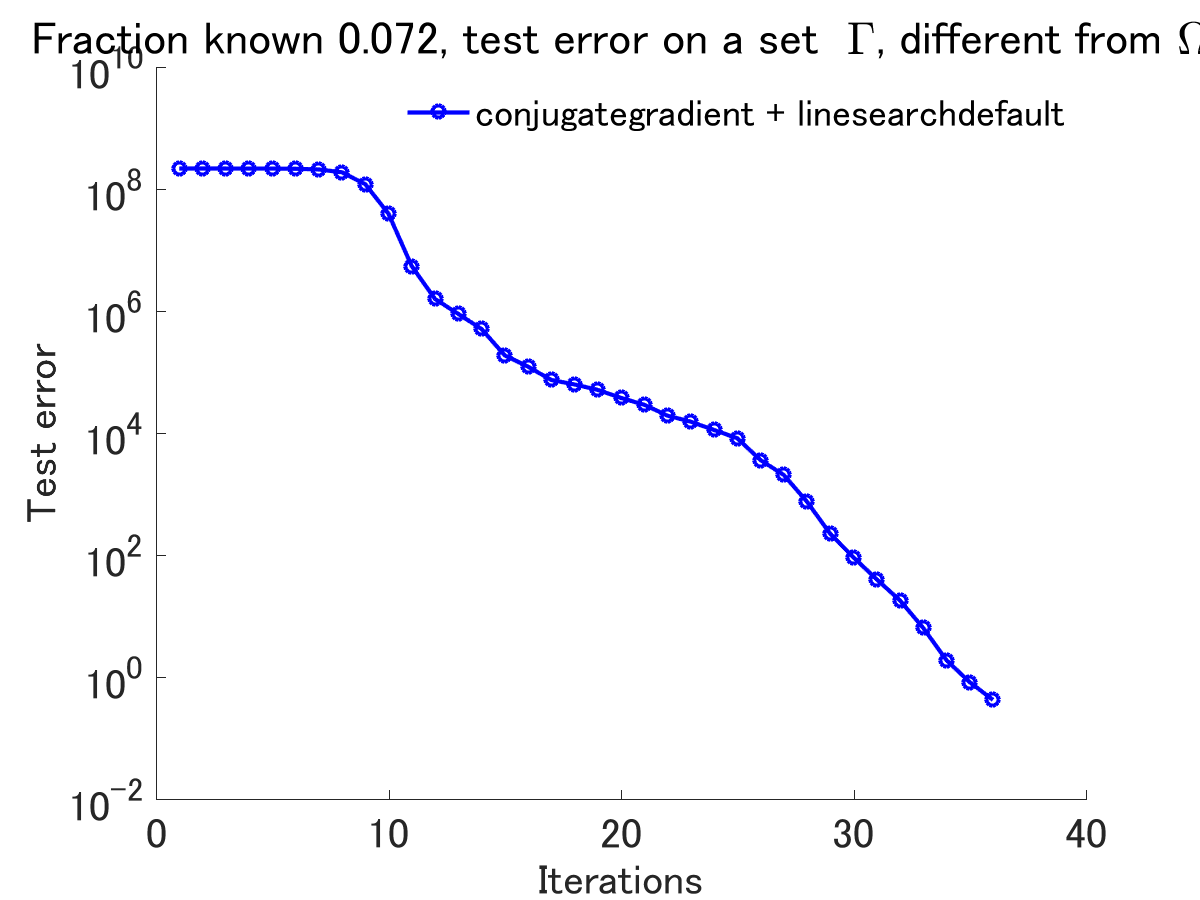 Fraction known 0.072, test error on a set Γ, different from Ω
conjugategradient + linesearchdefault
10^10
10^8
10^6
10^4
10^2
10^0
10^−2
Test error
0 10 20 30 40
Iterations